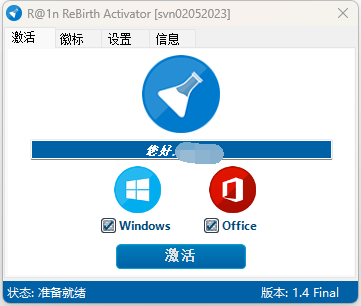 R@1n ReBirth Activator [svn02052023]
激活 徽标 设置 信息
您好.
Windows Office
激活
状态: 准备就绪 版本: 1.4 Final